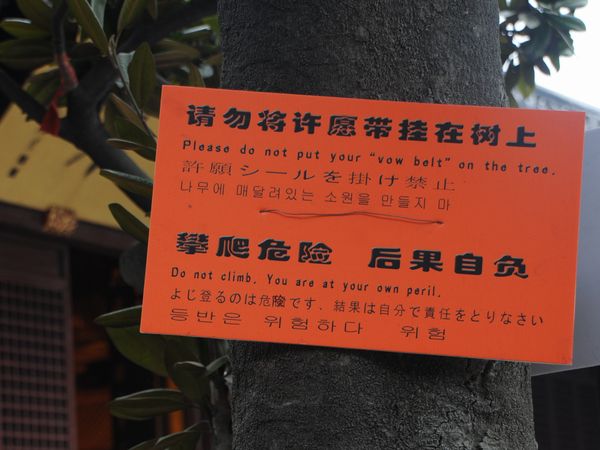 请勿将许愿带挂在树上
Please do not put your "vow belt" on the tree.
許願シールを掛け禁止
나무에 매달려있는 소원을 만들지 마
攀爬危险 后果自负
Do not climb. You are at your own peril.
よじ登るのは危険です、結果は自分で責任をとりなさい
등반은 위험하다 위험